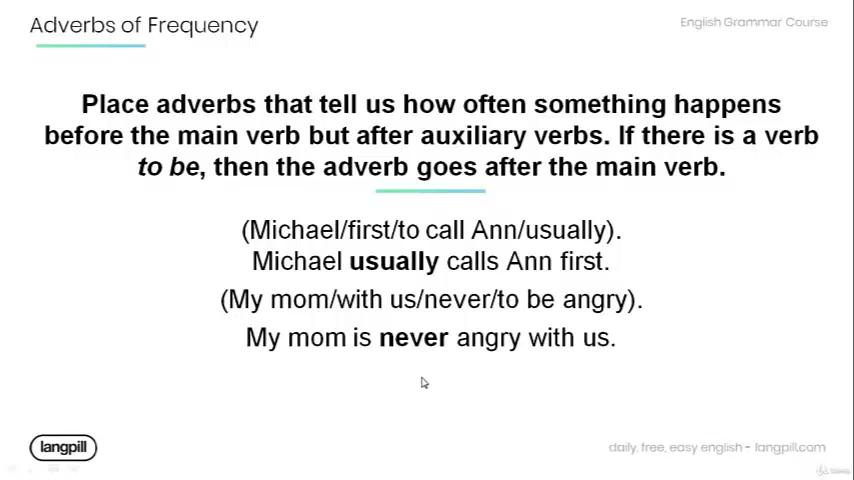 Adverbs of Frequency
English Grammar Course
Place adverbs that tell us how often something happens
before the main verb but after auxiliary verbs. If there is a verb
to be, then the adverb goes after the main verb.
(Michael/first/to call Ann/usually).
Michael usually calls Ann first.
(My mom/with us/never/to be angry).
My mom is never angry with us.
langpill
daily, free, easy english - langpill.com